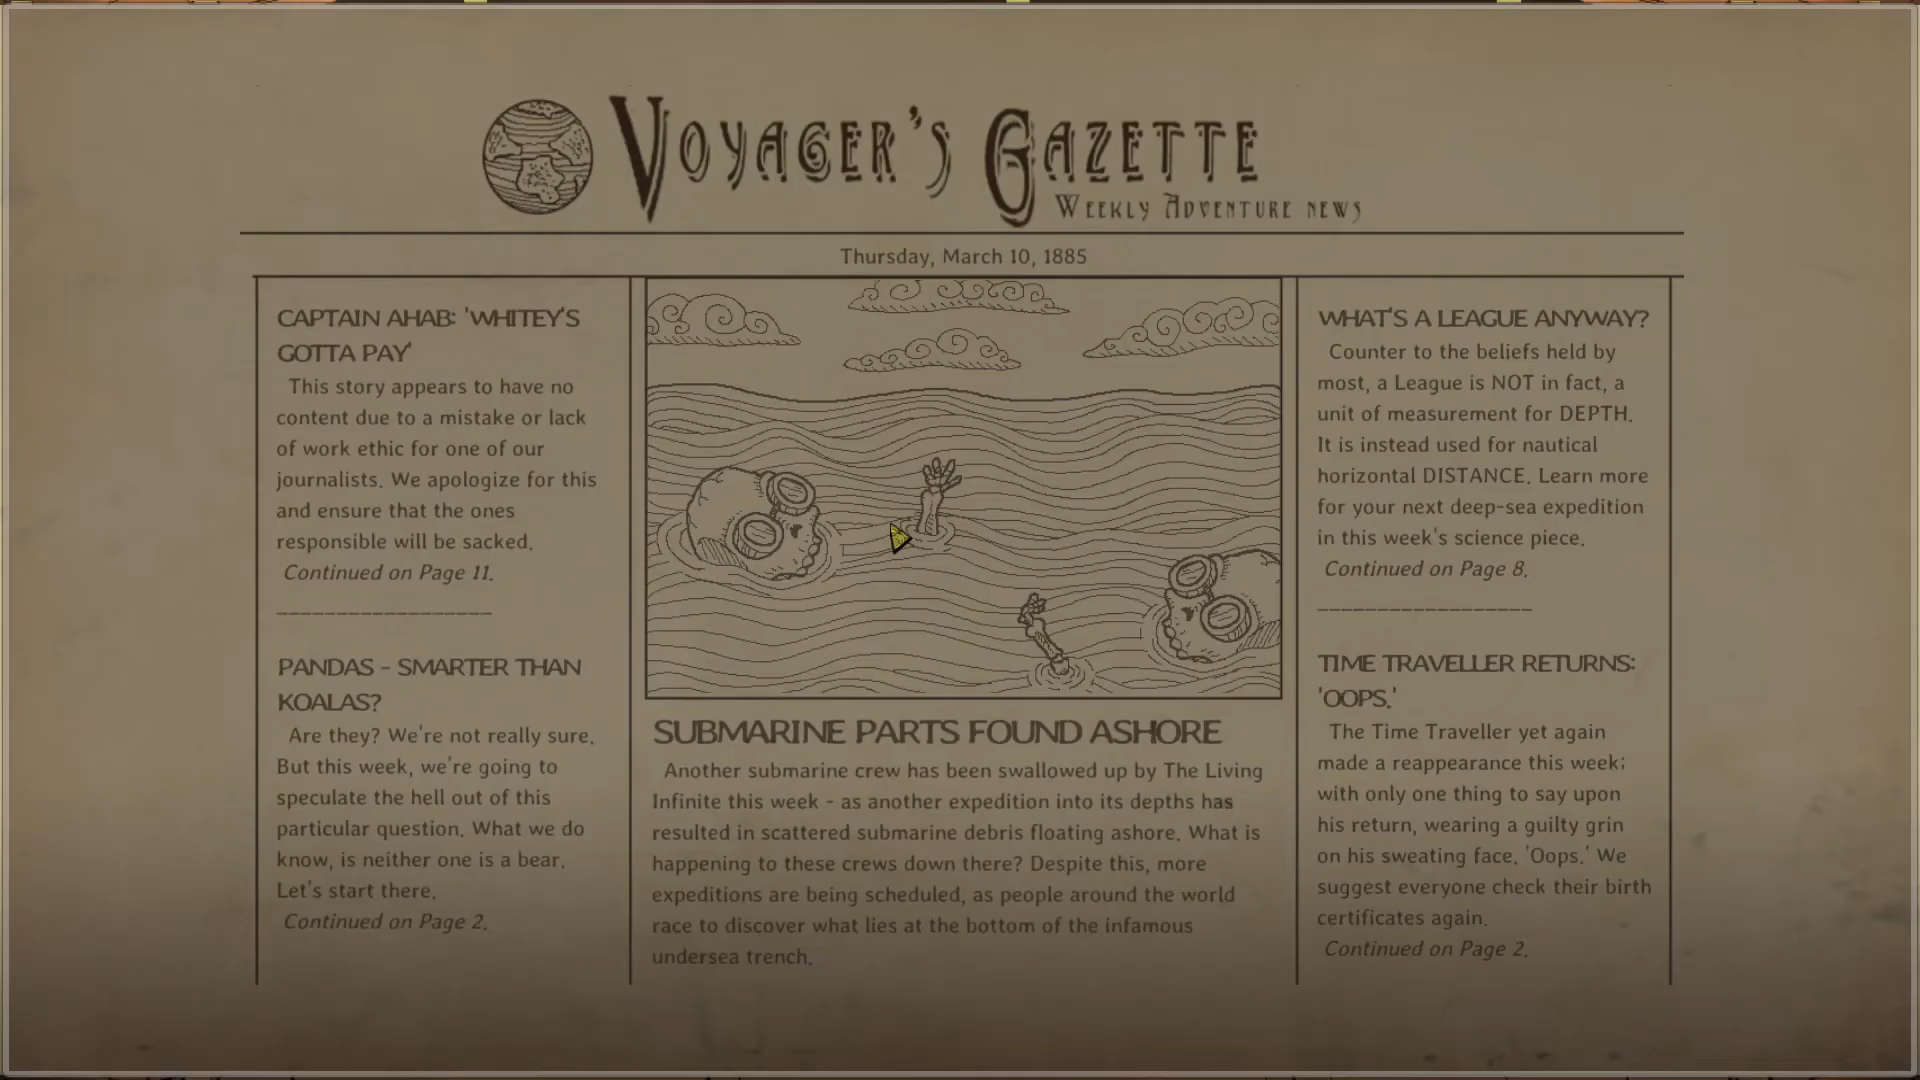 VOYAGER'S GAZETTE
WEEKLY ADVENTURE NEWS
Thursday, March 10, 1885
CAPTAIN AHAB: 'WHITEY'S
GOTTA PAY'
This story appears to have no
content due to a mistake or lack
of work ethic for one of our
journalists. We apologize for this
and ensure that the ones
responsible will be sacked.
Continued on Page 11.
__________________
PANDAS - SMARTER THAN
KOALAS?
Are they? We're not really sure.
But this week, we're going to
speculate the hell out of this
particular question. What we do
know, is neither one is a bear.
Let's start there.
Continued on Page 2.
SUBMARINE PARTS FOUND ASHORE
Another submarine crew has been swallowed up by The Living
Infinite this week - as another expedition into its depths has
resulted in scattered submarine debris floating ashore. What is
happening to these crews down there? Despite this, more
expeditions are being scheduled, as people around the world
race to discover what lies at the bottom of the infamous
undersea trench.
WHAT'S A LEAGUE ANYWAY?
Counter to the beliefs held by
most, a League is NOT in fact, a
unit of measurement for DEPTH.
It is instead used for nautical
horizontal DISTANCE. Learn more
for your next deep-sea expedition
in this week's science piece.
Continued on Page 8.
__________________
TIME TRAVELLER RETURNS:
'OOPS.'
The Time Traveller yet again
made a reappearance this week;
with only one thing to say upon
his return, wearing a guilty grin
on his sweating face. 'Oops.' We
suggest everyone check their birth
certificates again.
Continued on Page 2.